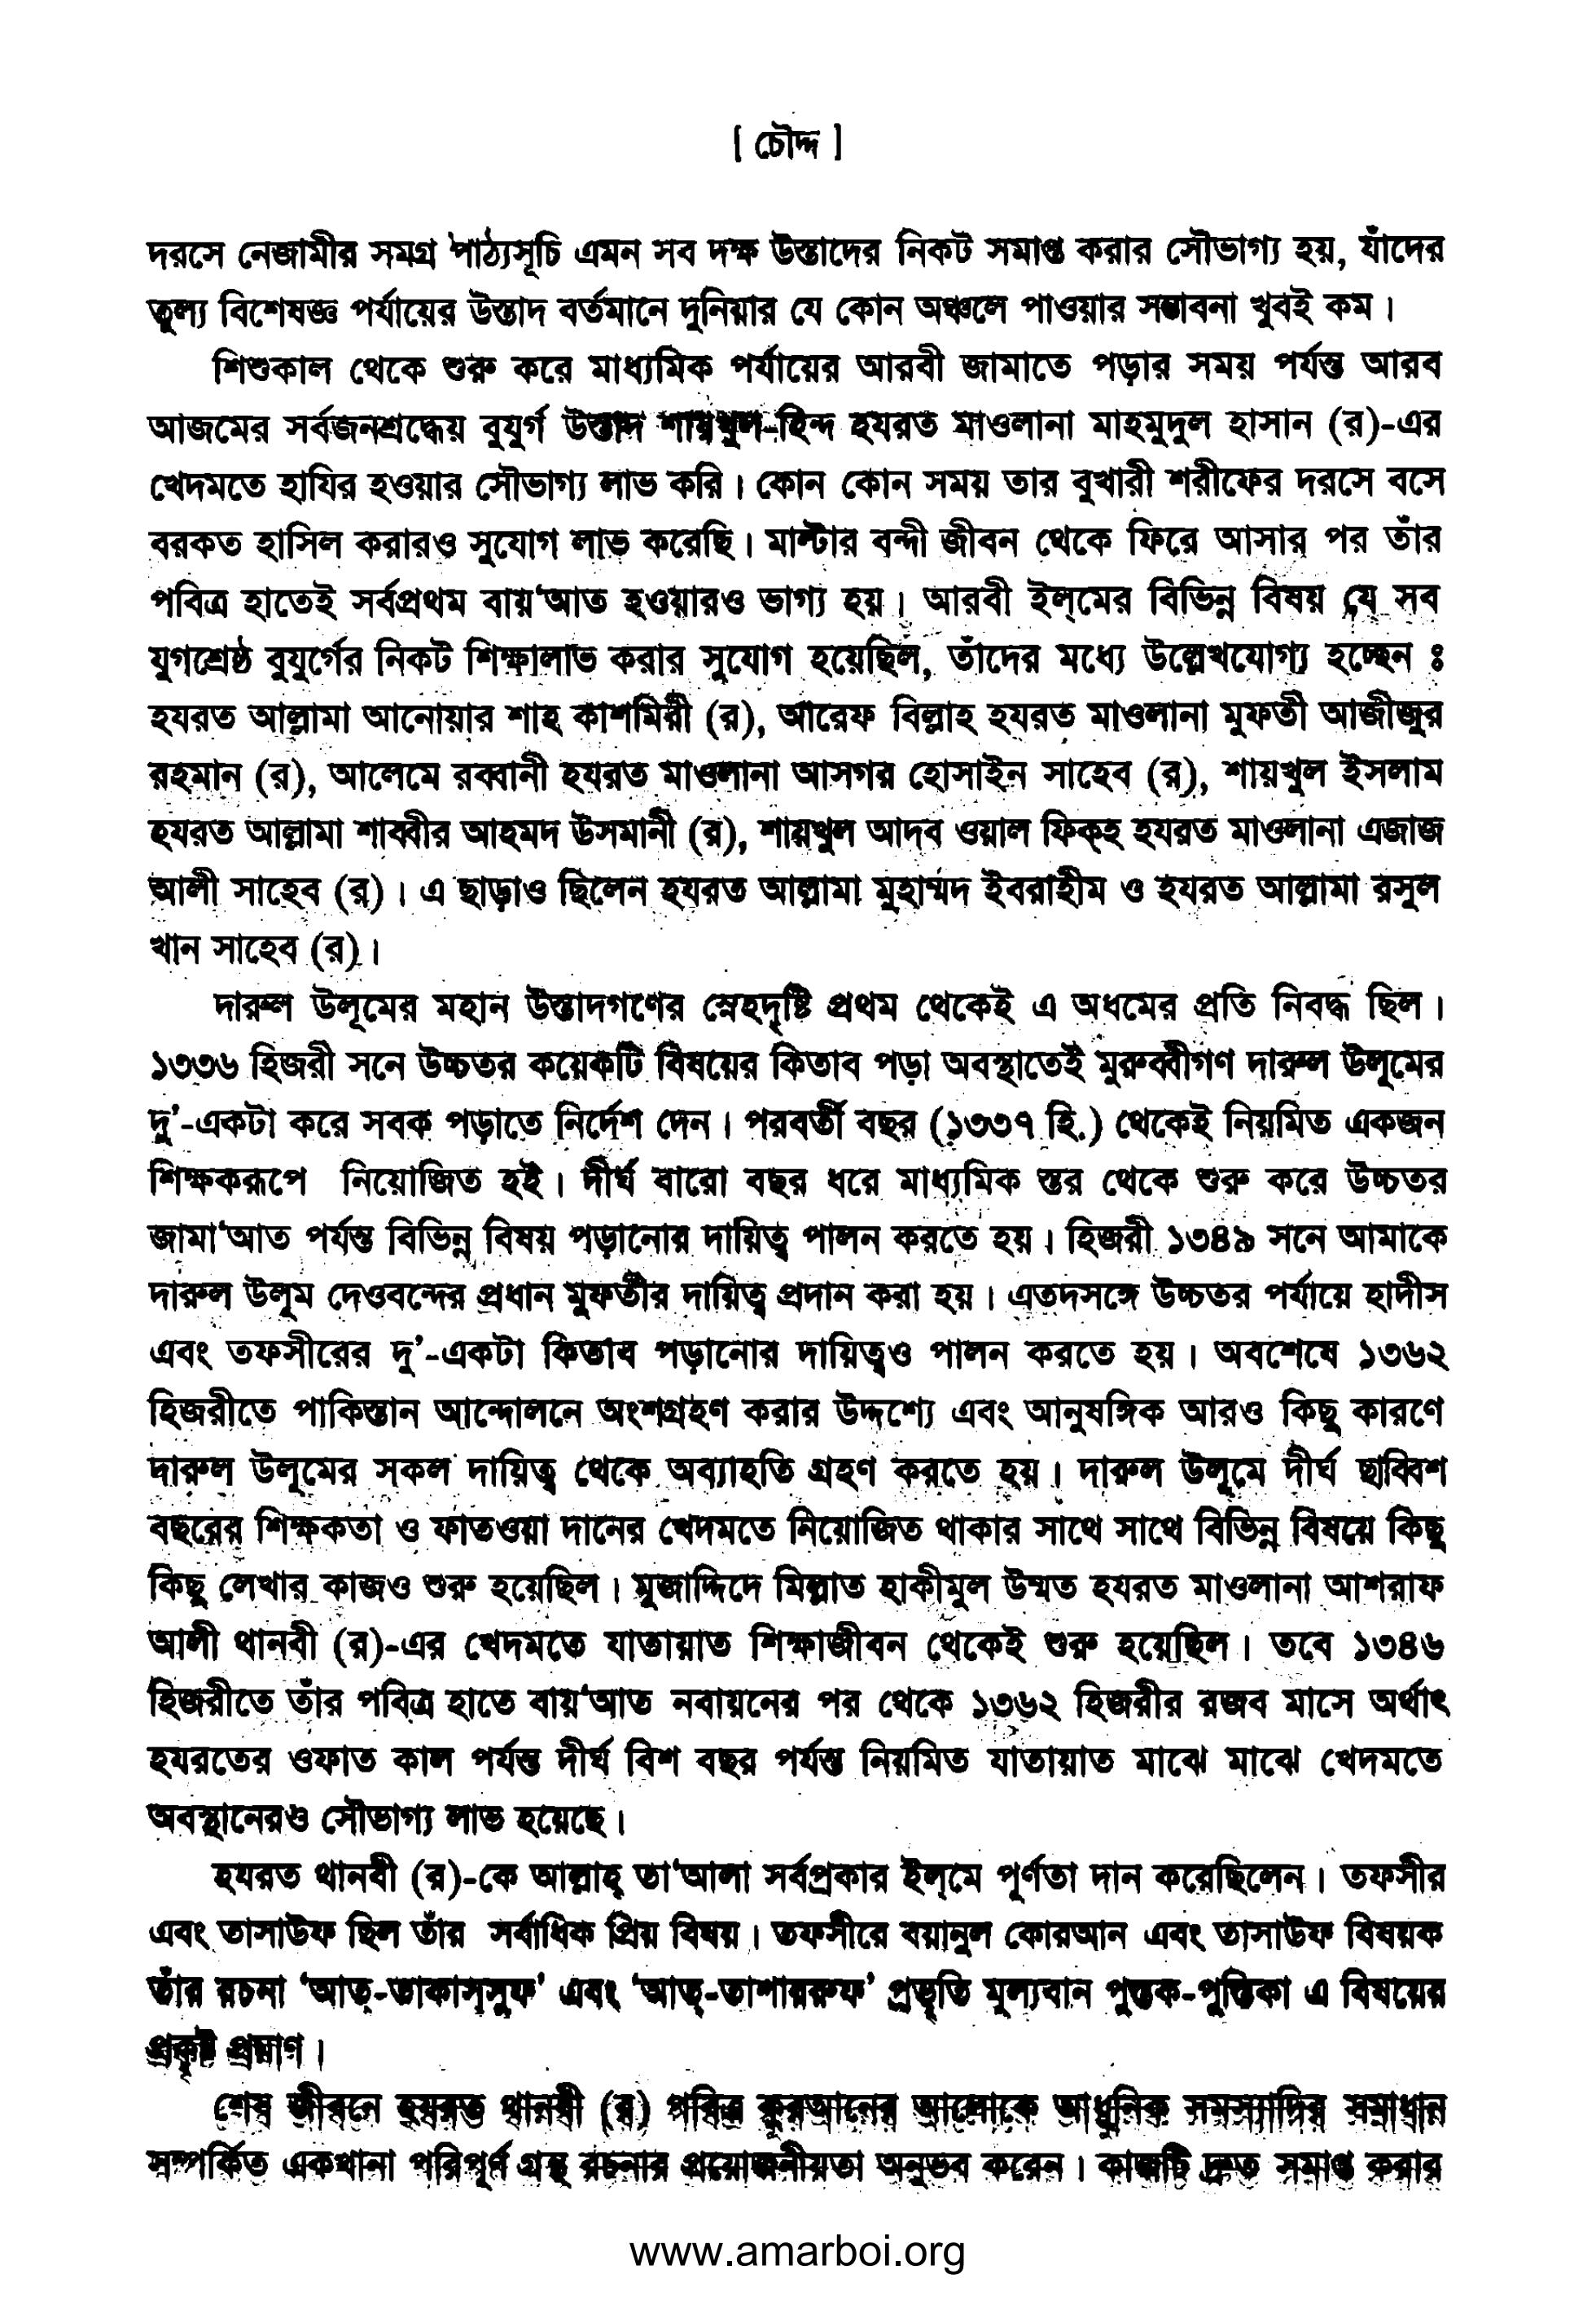 [ চৌদ্দ ]
দরসে নেজামীর সমগ্র পাঠ্যসূচি এমন সব দক্ষ উস্তাদের নিকট সমাপ্ত করার সৌভাগ্য হয়, যাঁদের
তুল্য বিশেষজ্ঞ পর্যায়ের উস্তাদ বর্তমানে দুনিয়ার যে কোন অঞ্চলে পাওয়ার সম্ভাবনা খুবই কম।
শিশুকাল থেকে শুরু করে মাধ্যমিক পর্যায়ের আরবী জামাতে পড়ার সময় পর্যন্ত আরব
আজমের সর্বজনশ্রদ্ধেয় বুযুর্গ উস্তাদ শায়খুল-হিন্দ হযরত মাওলানা মাহমুদুল হাসান (র)-এর
খেদমতে হাযির হওয়ার সৌভাগ্য লাভ করি। কোন কোন সময় তার বুখারী শরীফের দরসে বসে
বরকত হাসিল করারও সুযোগ লাভ করেছি। মাল্টার বন্দী জীবন থেকে ফিরে আসার পর তাঁর
পবিত্র হাতেই সর্বপ্রথম বায়‘আত হওয়ারও ভাগ্য হয়। আরবী ইল্‌মের বিভিন্ন বিষয় যে সব
যুগশ্রেষ্ঠ বুযুর্গের নিকট শিক্ষালাভ করার সুযোগ হয়েছিল, তাঁদের মধ্যে উল্লেখযোগ্য হচ্ছেন ঃ
হযরত আল্লামা আনোয়ার শাহ কাশমিরী (র), আরেফ বিল্লাহ হযরত মাওলানা মুফতী আজীজুর
রহমান (র), আলেমে রব্বানী হযরত মাওলানা আসগর হোসাইন সাহেব (র), শায়খুল ইসলাম
হযরত আল্লামা শাব্বীর আহমদ উসমানী (র), শায়খুল আদব ওয়াল ফিক্‌হ হযরত মাওলানা এজাজ
আলী সাহেব (র)। এ ছাড়াও ছিলেন হযরত আল্লামা মুহাম্মদ ইবরাহীম ও হযরত আল্লামা রসুল
খান সাহেব (র)।
দারুল উলূমের মহান উস্তাদগণের স্নেহদৃষ্টি প্রথম থেকেই এ অধমের প্রতি নিবদ্ধ ছিল।
১৩৩৬ হিজরী সনে উচ্চতর কয়েকটি বিষয়ের কিতাব পড়া অবস্থাতেই মুরুব্বীগণ দারুল উলূমের
দু’-একটা করে সবক পড়াতে নির্দেশ দেন। পরবর্তী বছর (১৩৩৭ হি.) থেকেই নিয়মিত একজন
শিক্ষকরূপে নিয়োজিত হই। দীর্ঘ বারো বছর ধরে মাধ্যমিক স্তর থেকে শুরু করে উচ্চতর
জামা‘আত পর্যন্ত বিভিন্ন বিষয় পড়ানোর দায়িত্ব পালন করতে হয়। হিজরী ১৩৪৯ সনে আমাকে
দারুল উলূম দেওবন্দের প্রধান মুফতীর দায়িত্ব প্রদান করা হয়। এতদসঙ্গে উচ্চতর পর্যায়ে হাদীস
এবং তফসীরের দু’-একটা কিতাব পড়ানোর দায়িত্বও পালন করতে হয়। অবশেষে ১৩৬২
হিজরীতে পাকিস্তান আন্দোলনে অংশগ্রহণ করার উদ্দশ্যে এবং আনুষঙ্গিক আরও কিছু কারণে
দারুল উলূমের সকল দায়িত্ব থেকে অব্যাহতি গ্রহণ করতে হয়। দারুল উলূমে দীর্ঘ ছাব্বিশ
বছরের শিক্ষকতা ও ফাতওয়া দানের খেদমতে নিয়োজিত থাকার সাথে সাথে বিভিন্ন বিষয়ে কিছু
কিছু লেখার কাজও শুরু হয়েছিল। মুজাদ্দিদে মিল্লাত হাকীমুল উম্মত হযরত মাওলানা আশরাফ
আলী থানবী (র)-এর খেদমতে যাতায়াত শিক্ষাজীবন থেকেই শুরু হয়েছিল। তবে ১৩৪৬
হিজরীতে তাঁর পবিত্র হাতে বায়‘আত নবায়নের পর থেকে ১৩৬২ হিজরীর রজব মাসে অর্থাৎ
হযরতের ওফাত কাল পর্যন্ত দীর্ঘ বিশ বছর পর্যন্ত নিয়মিত যাতায়াত মাঝে মাঝে খেদমতে
অবস্থানেরও সৌভাগ্য লাভ হয়েছে।
হযরত থানবী (র)-কে আল্লাহ্ তা‘আলা সর্বপ্রকার ইল্‌মে পূর্ণতা দান করেছিলেন। তফসীর
এবং তাসাউফ ছিল তাঁর সর্বাধিক প্রিয় বিষয়। তফসীরে বয়ানুল কোরআন এবং তাসাউফ বিষয়ক
তাঁর রচনা ‘আত্-তাকাস্সুফ’ এবং ‘আত্-তাশাররুফ’ প্রভৃতি মূল্যবান পুস্তক-পুস্তিকা এ বিষয়ের
প্রকৃষ্ট প্রমাণ।
শেষ জীবনে হযরত থানবী (র) পবিত্র কুরআনের আলোকে আধুনিক সমস্যাদির সমাধান
সম্পর্কিত একখানা পরিপূর্ণ গ্রন্থ রচনার প্রয়োজনীয়তা অনুভব করেন। কাজটি দ্রুত সমাপ্ত করার
www.amarboi.org